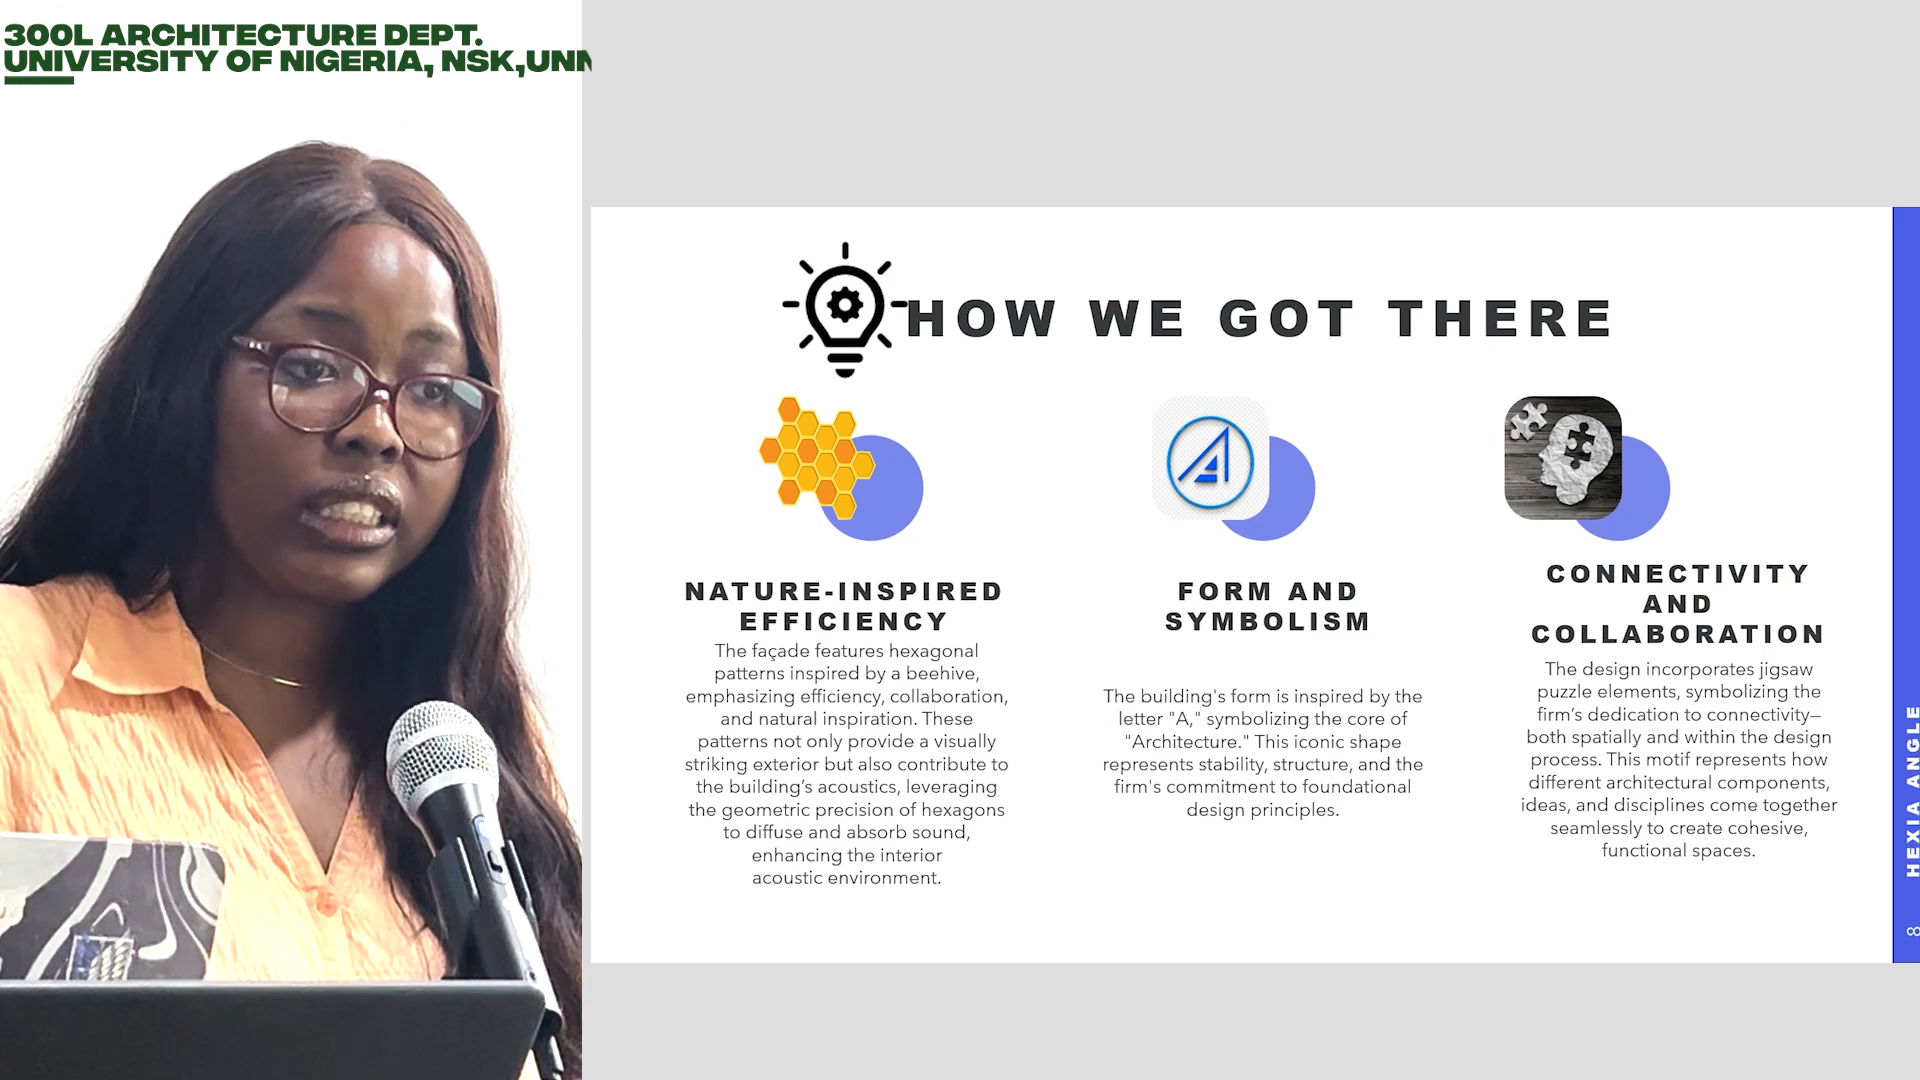 300L ARCHITECTURE DEPT.
UNIVERSITY OF NIGERIA, NSK,UNN
HOW WE GOT THERE
NATURE-INSPIRED
EFFICIENCY
The façade features hexagonal
patterns inspired by a beehive,
emphasizing efficiency, collaboration,
and natural inspiration. These
patterns not only provide a visually
striking exterior but also contribute to
the building’s acoustics, leveraging
the geometric precision of hexagons
to diffuse and absorb sound,
enhancing the interior
acoustic environment.
FORM AND
SYMBOLISM
The building's form is inspired by the
letter "A," symbolizing the core of
"Architecture." This iconic shape
represents stability, structure, and the
firm's commitment to foundational
design principles.
CONNECTIVITY
AND
COLLABORATION
The design incorporates jigsaw
puzzle elements, symbolizing the
firm’s dedication to connectivity—
both spatially and within the design
process. This motif represents how
different architectural components,
ideas, and disciplines come together
seamlessly to create cohesive,
functional spaces.
HEXIA ANGLE
8